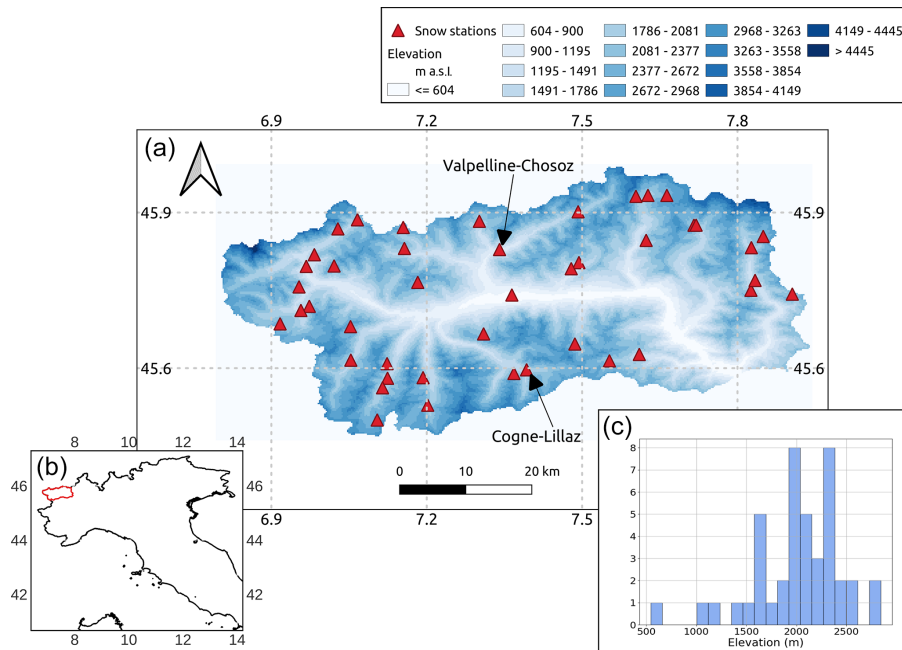 Snow stations
Elevation
m a.s.l.
<= 604
604 - 900
900 - 1195
1195 - 1491
1491 - 1786
1786 - 2081
2081 - 2377
2377 - 2672
2672 - 2968
2968 - 3263
3263 - 3558
3558 - 3854
3854 - 4149
4149 - 4445
> 4445
6.9 7.2 7.5 7.8
(a)
Valpelline-Chosoz
45.9 45.9
45.6 45.6
Cogne-Lillaz
0 10 20 km
6.9 7.2 7.5
8 10 12 14
(b)
46 46
44 44
42 42
8 10 12 14
(c)
8
7
6
5
4
3
2
1
0
500 1000 1500 2000 2500
Elevation (m)